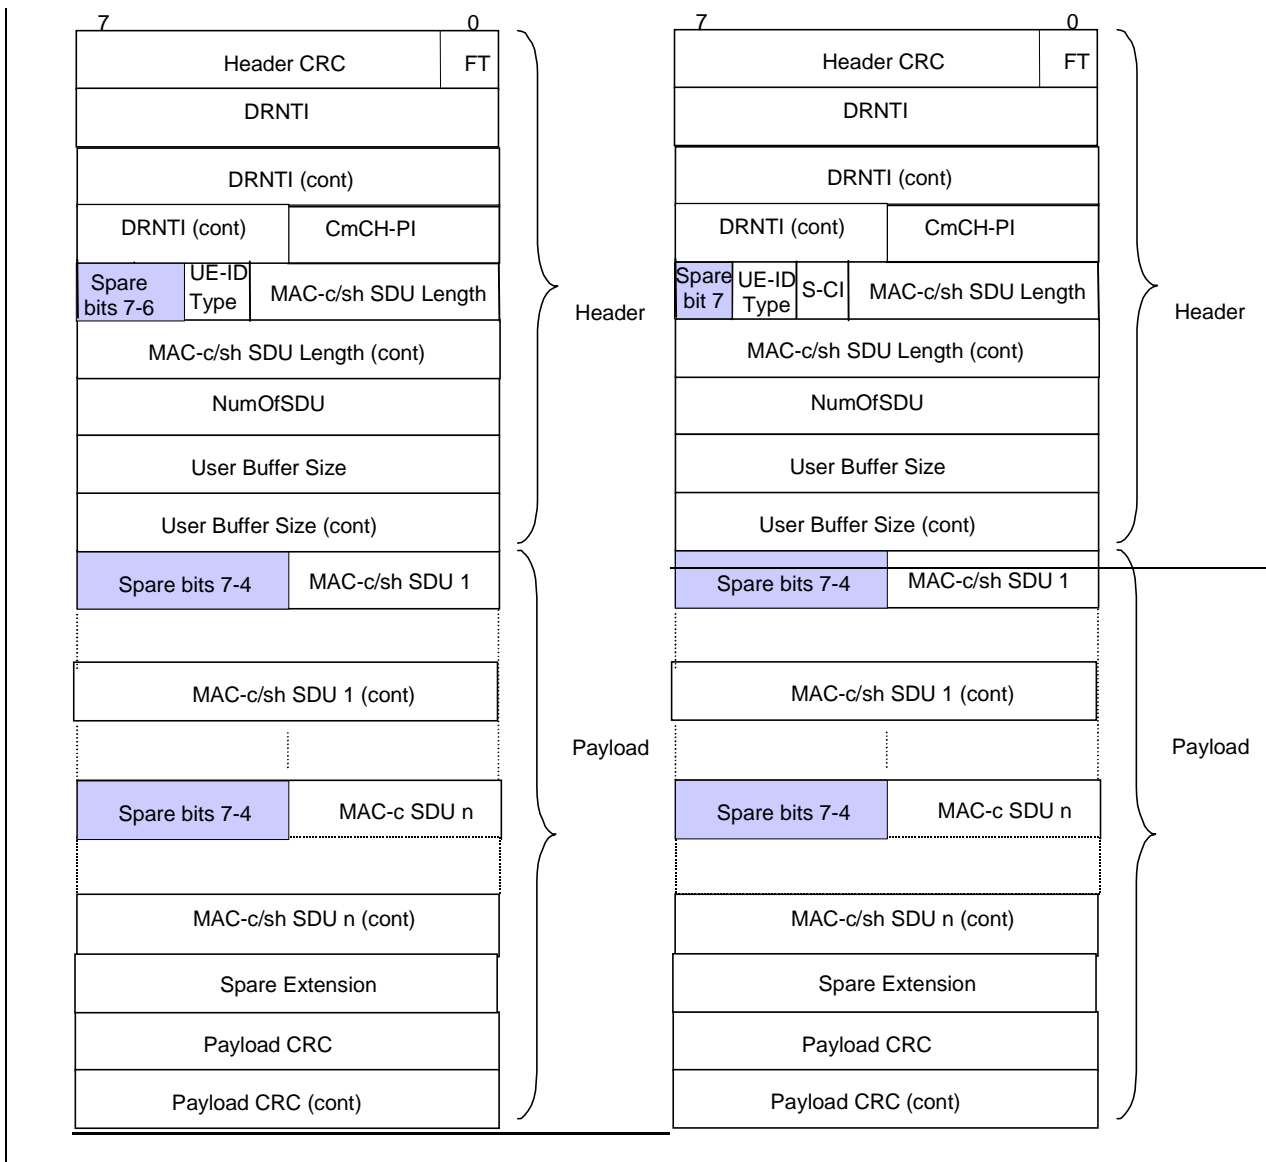 7 0
Header CRC FT
DRNTI
DRNTI (cont)
DRNTI (cont) CmCH-PI
Spare bits 7-6 UE-ID Type MAC-c/sh SDU Length
MAC-c/sh SDU Length (cont)
NumOfSDU
User Buffer Size
User Buffer Size (cont)
Header
Spare bits 7-4 MAC-c/sh SDU 1
MAC-c/sh SDU 1 (cont)
Spare bits 7-4 MAC-c SDU n
MAC-c/sh SDU n (cont)
Spare Extension
Payload CRC
Payload CRC (cont)
Payload
7 0
Header CRC FT
DRNTI
DRNTI (cont)
DRNTI (cont) CmCH-PI
Spare bit 7 UE-ID Type S-CI MAC-c/sh SDU Length
MAC-c/sh SDU Length (cont)
NumOfSDU
User Buffer Size
User Buffer Size (cont)
Header
Spare bits 7-4 MAC-c/sh SDU 1
MAC-c/sh SDU 1 (cont)
Spare bits 7-4 MAC-c SDU n
MAC-c/sh SDU n (cont)
Spare Extension
Payload CRC
Payload CRC (cont)
Payload